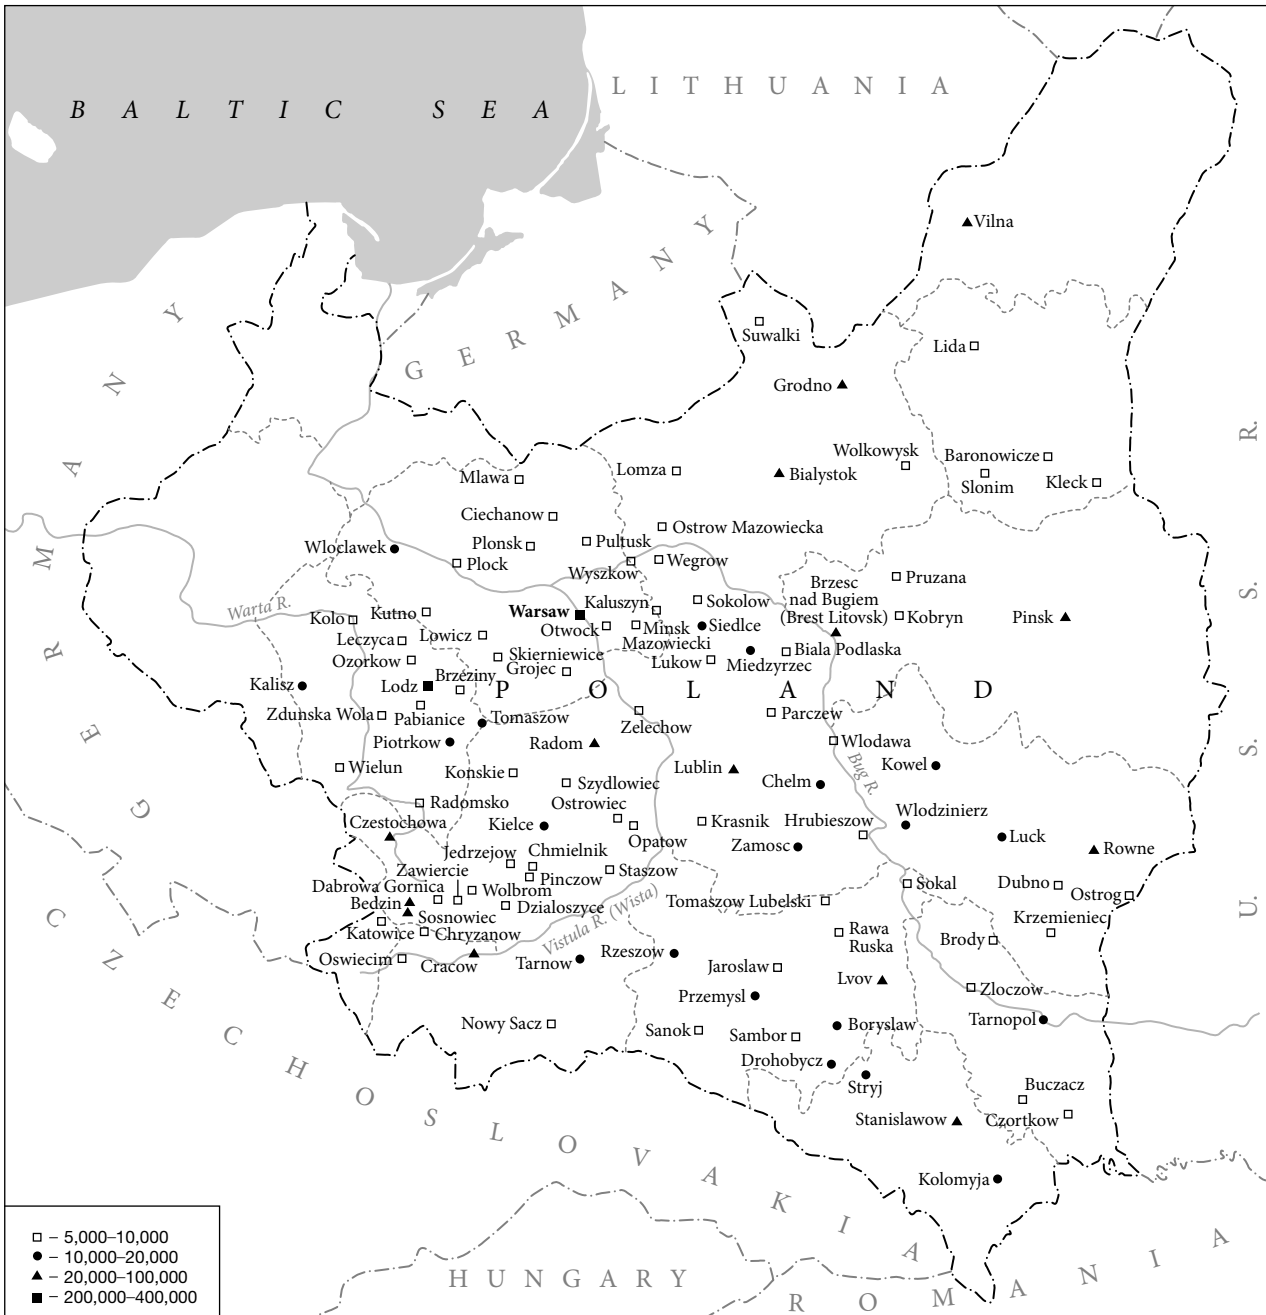 BALTIC SEA
LITHUANIA
GERMANY
GERMANY
Vilna
Suwalki
Lida
Grodno
Wolkowysk
Baronowicze
Lomza
Bialystok
Mlawa
Slonim
Kleck
Ciechanow
Ostrow Mazowiecka
Plonsk
Pultusk
Wloclawek
Plock
Wyszkow
Wegrow
Pruzana
Brzesc
nad Bugiem
(Brest Litovsk)
Warta R.
Kolo
Kutno
Warsaw
Kaluszyn
Sokolow
Kobryn
Pinsk
Leczyca
Lowicz
Otwock
Minsk
Mazowiecki
Siedlce
Ozorkow
Skierniewice
Lukow
Miedzyrzec
Biala Podlaska
Grojec
Brzeziny
Kalisz
Lodz
POLAND
Zdunska Wola
Pabianice
Tomaszow
Zelechow
Parczew
Piotrkow
Radom
Wlodawa
Bug R.
Wielun
Konskie
Lublin
Kowel
Szydlowiec
Chelm
Radomsko
Ostrowiec
Czestochowa
Kielce
Opatow
Krasnik
Hrubieszow
Wlodzinierz
Zamosc
Luck
Rowne
Jedrzejow
Chmielnik
Zawiercie
Pinczow
Staszow
Dabrowa Gornica
Wolbrom
Sokal
Dubno
Ostrog
Bedzin
Dzialoszyce
Tomaszow Lubelski
Sosnowiec
Vistula R. (Wista)
Krzemieniec
Katowice
Chryzanow
Rawa
Ruska
Brody
Oswiecim
Cracow
Tarnow
Rzeszow
Jaroslaw
Lvov
Zloczow
Przemysl
Tarnopol
Nowy Sacz
Sanok
Sambor
Boryslaw
Drohobycz
Stryj
Buczacz
Stanislawow
Czortkow
Kolomyja
U. S. S. R.
CZECHOSLOVAKIA
HUNGARY
ROMANIA
– 5,000–10,000
– 10,000–20,000
– 20,000–100,000
– 200,000–400,000